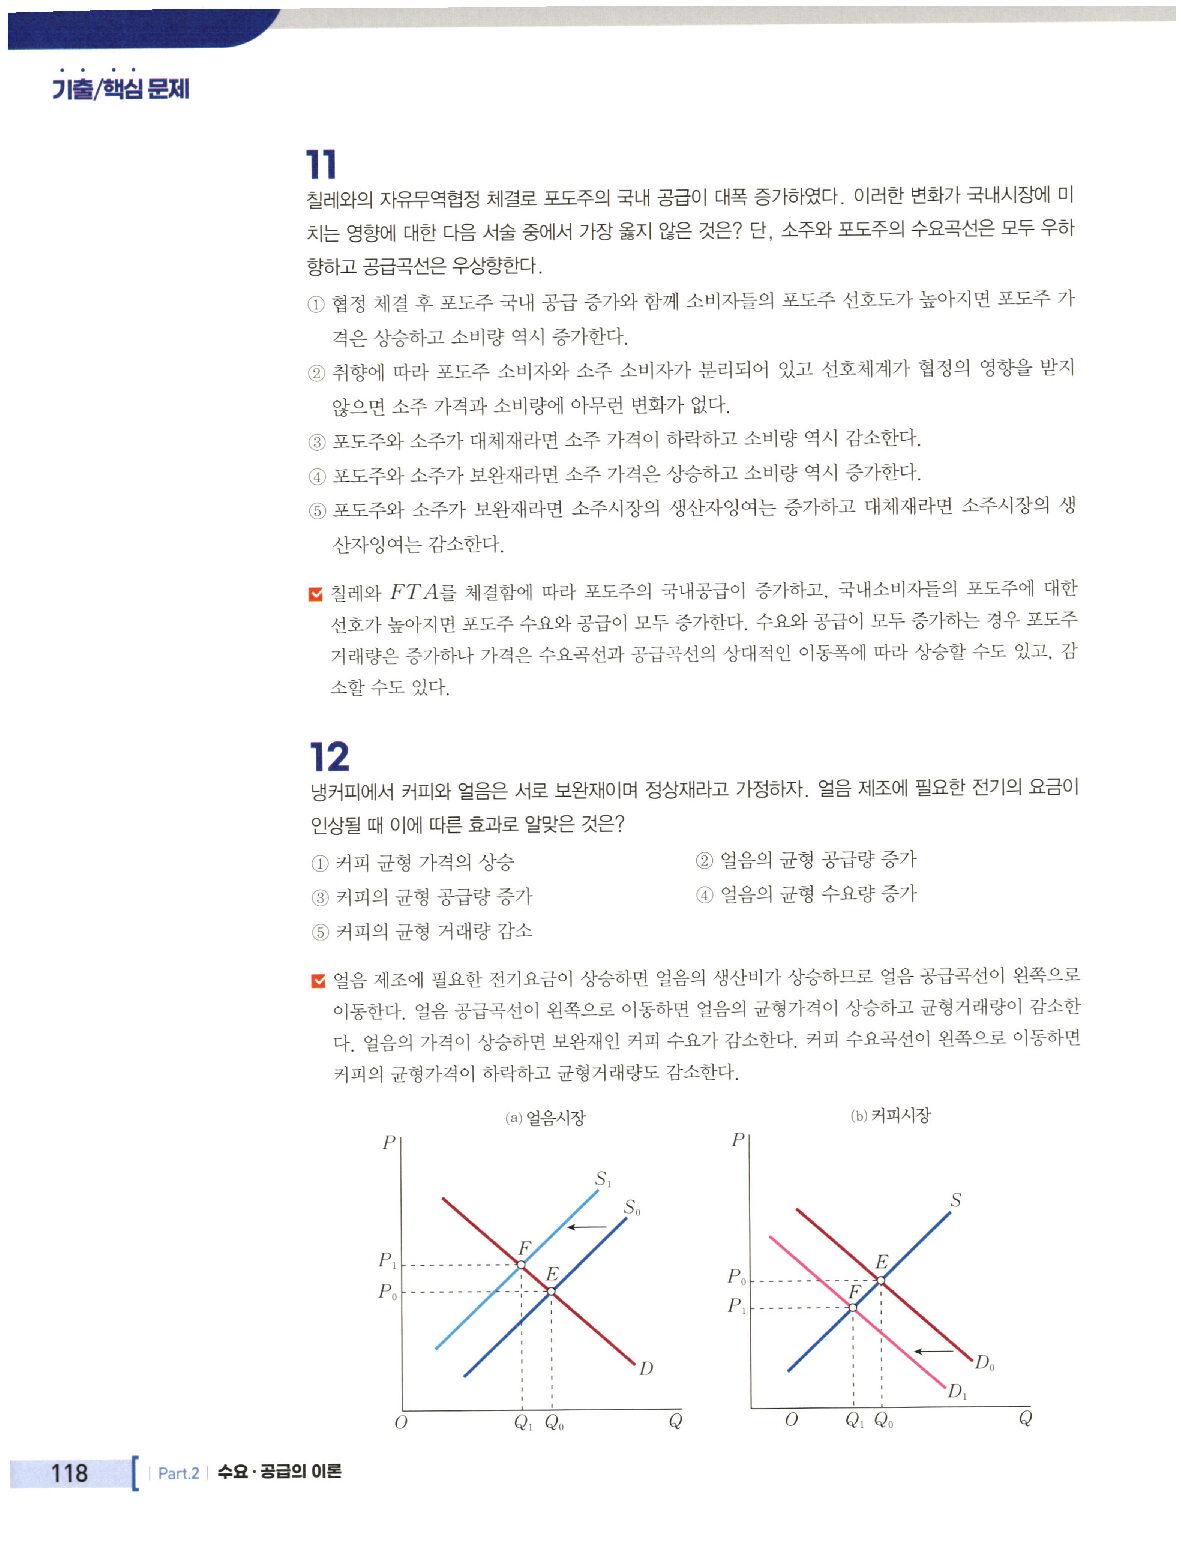 기출/핵심 문제
11
칠레와의 자유무역협정 체결로 포도주의 국내 공급이 대폭 증가하였다. 이러한 변화가 국내시장에 미
치는 영향에 대한 다음 서술 중에서 가장 옳지 않은 것은? 단, 소주와 포도주의 수요곡선은 모두 우하
향하고 공급곡선은 우상향한다.
① 협정 체결 후 포도주 국내 공급 증가와 함께 소비자들의 포도주 선호도가 높아지면 포도주 가
격은 상승하고 소비량 역시 증가한다.
② 취향에 따라 포도주 소비자와 소주 소비자가 분리되어 있고 선호체계가 협정의 영향을 받지
않으면 소주 가격과 소비량에 아무런 변화가 없다.
③ 포도주와 소주가 대체재라면 소주 가격이 하락하고 소비량 역시 감소한다.
④ 포도주와 소주가 보완재라면 소주 가격은 상승하고 소비량 역시 증가한다.
⑤ 포도주와 소주가 보완재라면 소주시장의 생산자잉여는 증가하고 대체재라면 소주시장의 생
산자잉여는 감소한다.
칠레와 FTA를 체결함에 따라 포도주의 국내공급이 증가하고, 국내소비자들의 포도주에 대한
선호가 높아지면 포도주 수요와 공급이 모두 증가한다. 수요와 공급이 모두 증가하는 경우 포도주
거래량은 증가하나 가격은 수요곡선과 공급곡선의 상대적인 이동폭에 따라 상승할 수도 있고, 감
소할 수도 있다.
12
냉커피에서 커피와 얼음은 서로 보완재이며 정상재라고 가정하자. 얼음 제조에 필요한 전기의 요금이
인상될 때 이에 따른 효과로 알맞은 것은?
① 커피 균형 가격의 상승 ② 얼음의 균형 공급량 증가
③ 커피의 균형 공급량 증가 ④ 얼음의 균형 수요량 증가
⑤ 커피의 균형 거래량 감소
얼음 제조에 필요한 전기요금이 상승하면 얼음의 생산비가 상승하므로 얼음 공급곡선이 왼쪽으로
이동한다. 얼음 공급곡선이 왼쪽으로 이동하면 얼음의 균형가격이 상승하고 균형거래량이 감소한
다. 얼음의 가격이 상승하면 보완재인 커피 수요가 감소한다. 커피 수요곡선이 왼쪽으로 이동하면
커피의 균형가격이 하락하고 균형거래량도 감소한다.
(a) 얼음시장
P
S₁
S₀
F
P₁
E
P₀
D
O Q₁ Q₀ Q
(b) 커피시장
P
S
E
P₀
F
P₁
D₀
D₁
O Q₁ Q₀ Q
118 | Part.2 | 수요·공급의 이론